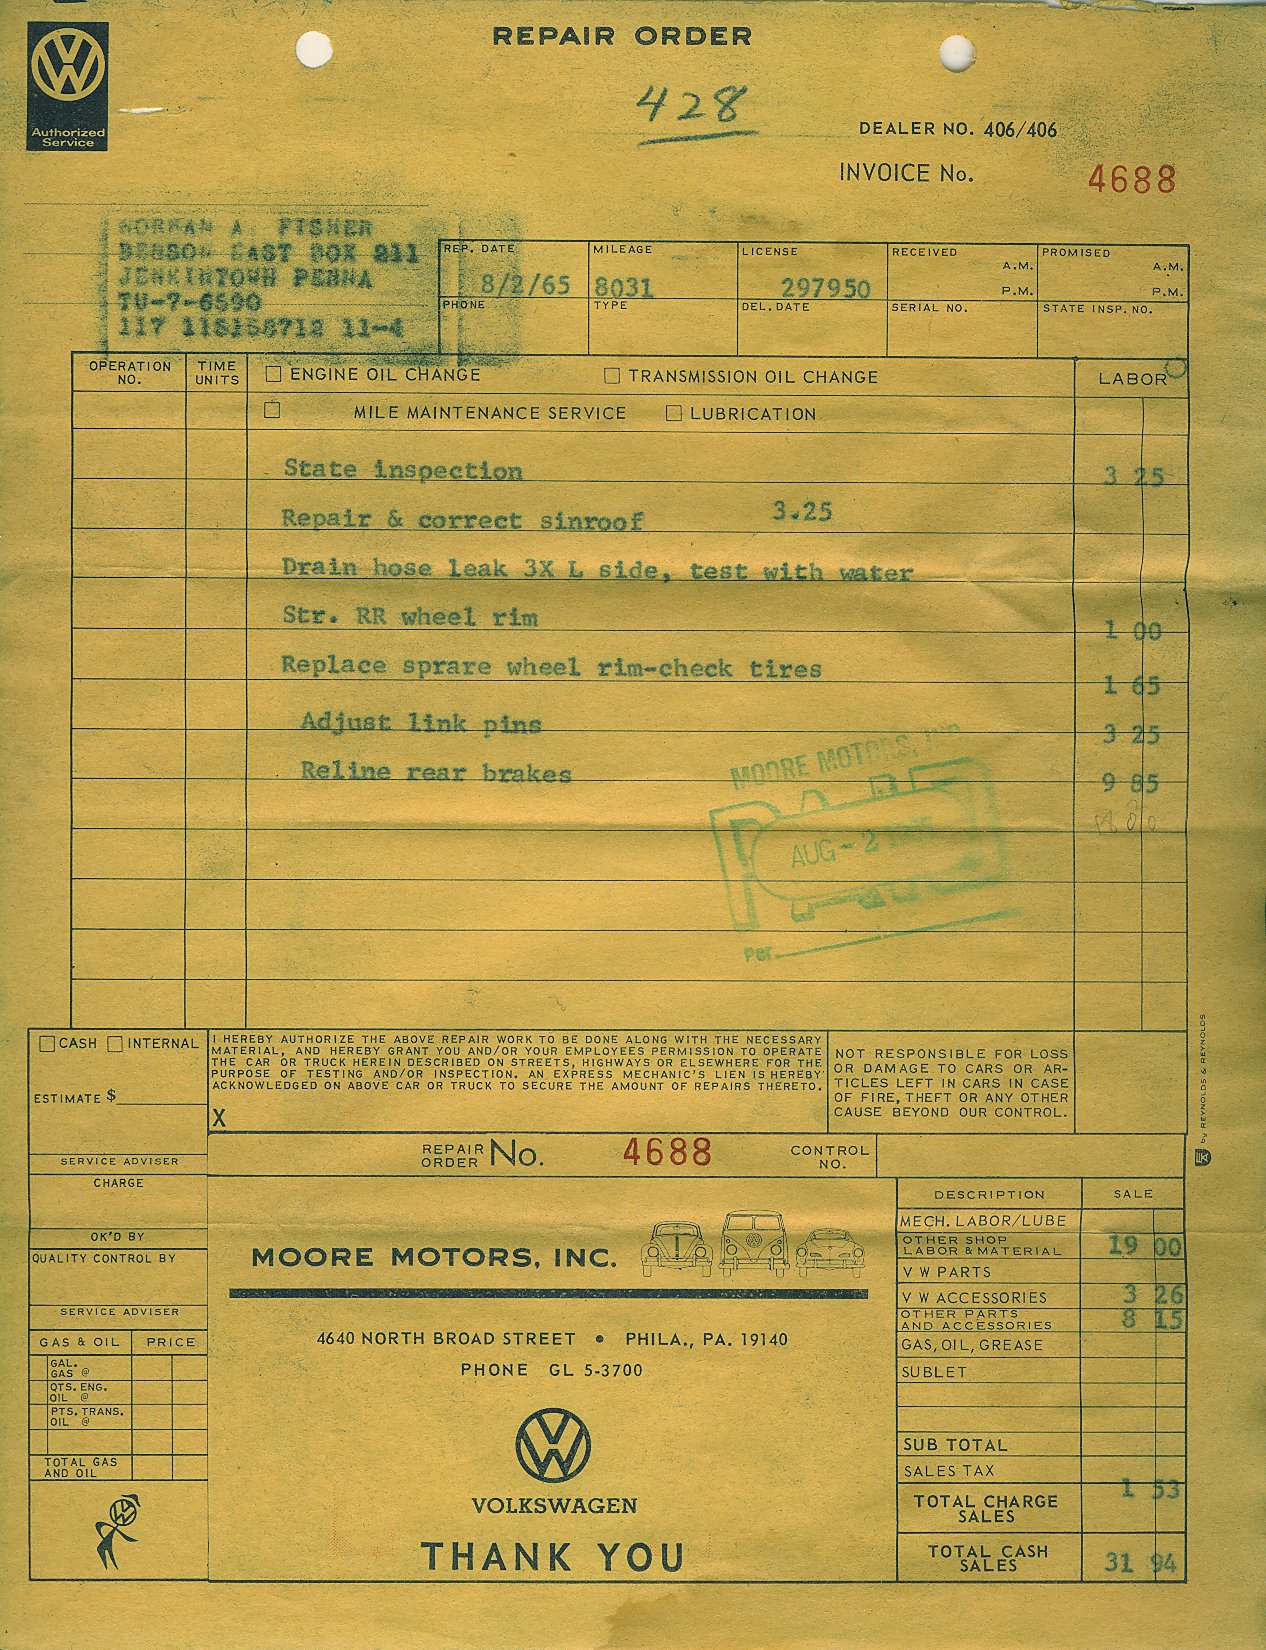 REPAIR ORDER
Authorized
Service
428
DEALER NO. 406/406
INVOICE No. 4688
NORMAN A. FISHER
BENSON EAST BOX 211
JENKINTOWN PENNA
TU-7-6590
117 118158712 11-4
REP. DATE MILEAGE LICENSE RECEIVED PROMISED
A.M. A.M.
8/2/65 8031 297950 P.M. P.M.
PHONE TYPE DEL. DATE SERIAL NO. STATE INSP. NO.
OPERATION NO. TIME UNITS ENGINE OIL CHANGE TRANSMISSION OIL CHANGE LABOR
MILE MAINTENANCE SERVICE LUBRICATION
State inspection 3 25
Repair & correct sinroof 3.25
Drain hose leak 3X L side, test with water
Str. RR wheel rim 1 00
Replace sprare wheel rim-check tires 1 65
Adjust link pins 3 25
Reline rear brakes 9 85
MOORE MOTORS, INC
PAID
AUG - 2
Per
CASH INTERNAL
ESTIMATE $
I HEREBY AUTHORIZE THE ABOVE REPAIR WORK TO BE DONE ALONG WITH THE NECESSARY
MATERIAL, AND HEREBY GRANT YOU AND/OR YOUR EMPLOYEES PERMISSION TO OPERATE
THE CAR OR TRUCK HEREIN DESCRIBED ON STREETS, HIGHWAYS OR ELSEWHERE FOR THE
PURPOSE OF TESTING AND/OR INSPECTION. AN EXPRESS MECHANIC'S LIEN IS HEREBY
ACKNOWLEDGED ON ABOVE CAR OR TRUCK TO SECURE THE AMOUNT OF REPAIRS THERETO.
X
NOT RESPONSIBLE FOR LOSS
OR DAMAGE TO CARS OR AR-
TICLES LEFT IN CARS IN CASE
OF FIRE, THEFT OR ANY OTHER
CAUSE BEYOND OUR CONTROL.
by REYNOLDS & REYNOLDS
SERVICE ADVISER
REPAIR ORDER No. 4688 CONTROL NO.
CHARGE
OK'D BY
QUALITY CONTROL BY
SERVICE ADVISER
GAS & OIL PRICE
GAL.
GAS @
QTS. ENG.
OIL @
PTS. TRANS.
OIL @
TOTAL GAS
AND OIL
MOORE MOTORS, INC.
4640 NORTH BROAD STREET • PHILA., PA. 19140
PHONE GL 5-3700
VOLKSWAGEN
THANK YOU
DESCRIPTION SALE
MECH. LABOR/LUBE
OTHER SHOP
LABOR & MATERIAL 19 00
V W PARTS
V W ACCESSORIES 3 26
OTHER PARTS
AND ACCESSORIES 8 15
GAS, OIL, GREASE
SUBLET
SUB TOTAL
SALES TAX 1 53
TOTAL CHARGE
SALES
TOTAL CASH
SALES 31 94